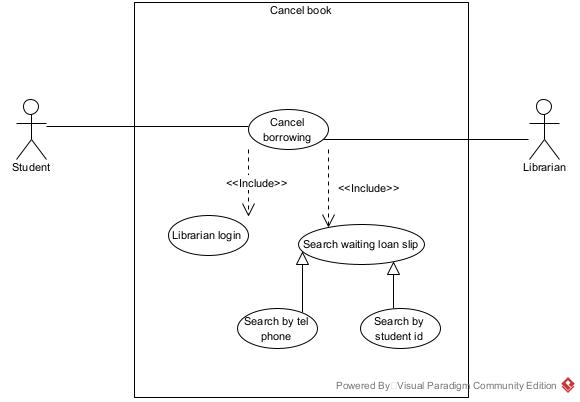 Cancel book
Cancel
borrowing
Student
Librarian
<<Include>>
<<Include>>
Librarian login
Search waiting loan slip
Search by tel
phone
Search by
student id
Powered By Visual Paradigm Community Edition